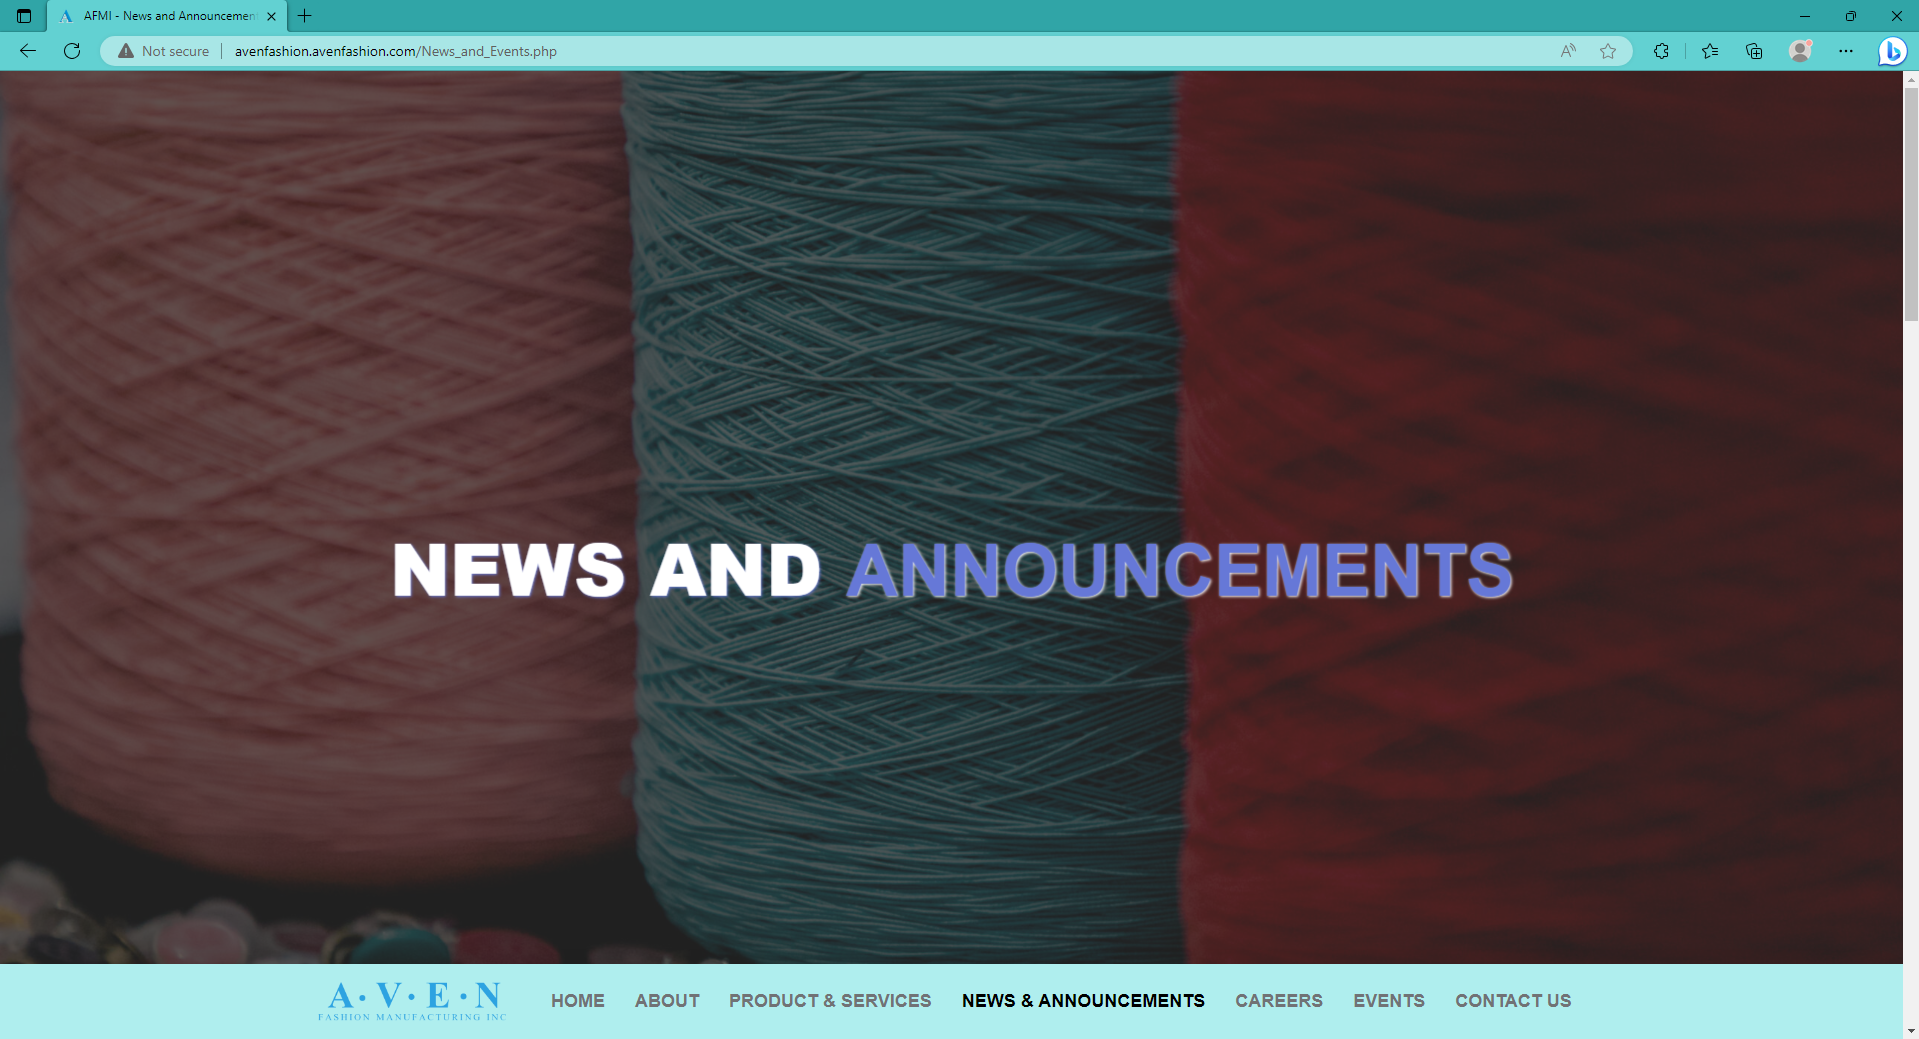 AFMI - News and Announcement
Not secure
avenfashion.avenfashion.com/News_and_Events.php
NEWS AND ANNOUNCEMENTS
A·V·E·N
FASHION MANUFACTURING INC
HOME
ABOUT
PRODUCT & SERVICES
NEWS & ANNOUNCEMENTS
CAREERS
EVENTS
CONTACT US